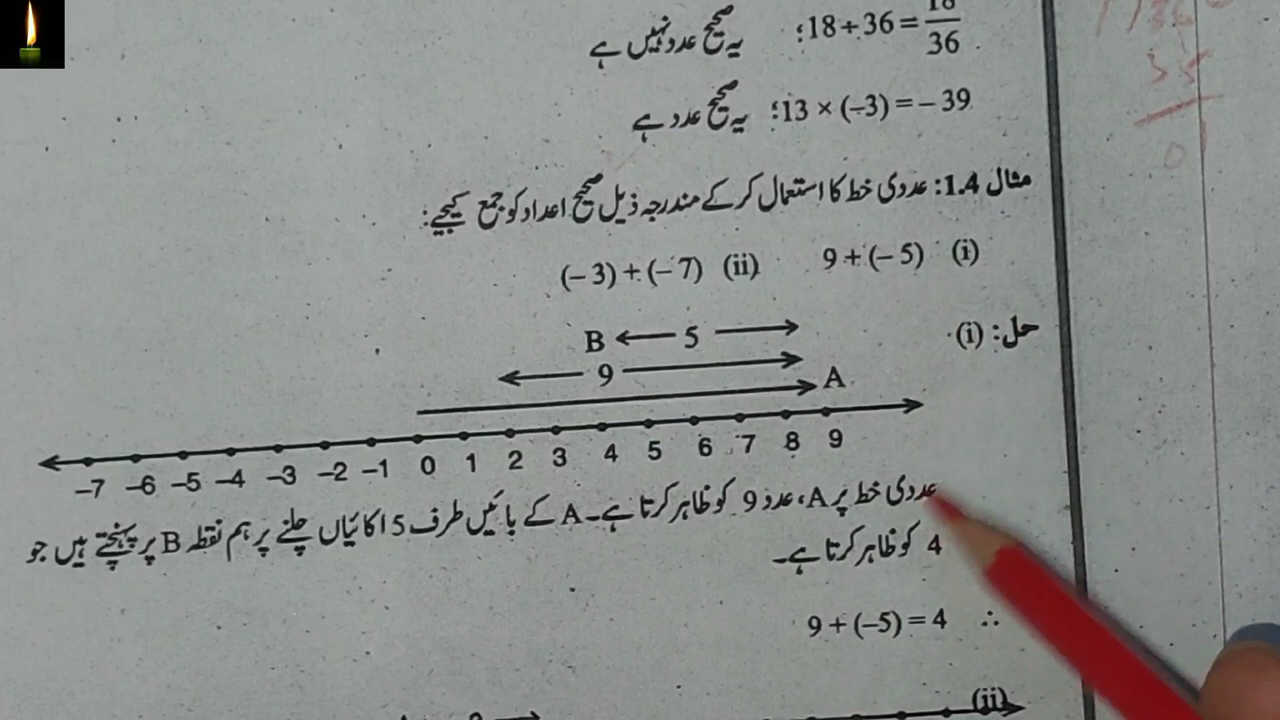 18÷36 = 18/36 ؛ یہ صحیح عدد نہیں ہے
13 × (–3) = – 39 ؛ یہ صحیح عدد ہے
مثال 1.4: عددی خط کا استعمال کر کے مندرجہ ذیل صحیح اعداد کو جمع کیجیے:
(i) 9 + (– 5) (ii) (– 3) + (– 7)
حل: (i)
B 5
9 A
–7 –6 –5 –4 –3 –2 –1 0 1 2 3 4 5 6 7 8 9
عددی خط پر A، عدد 9 کو ظاہر کرتا ہے۔ A کے بائیں طرف 5 اکائیاں چلنے پر ہم نقطہ B پر پہنچتے ہیں جو
4 کو ظاہر کرتا ہے۔
∴ 9 + (–5) = 4
(ii)